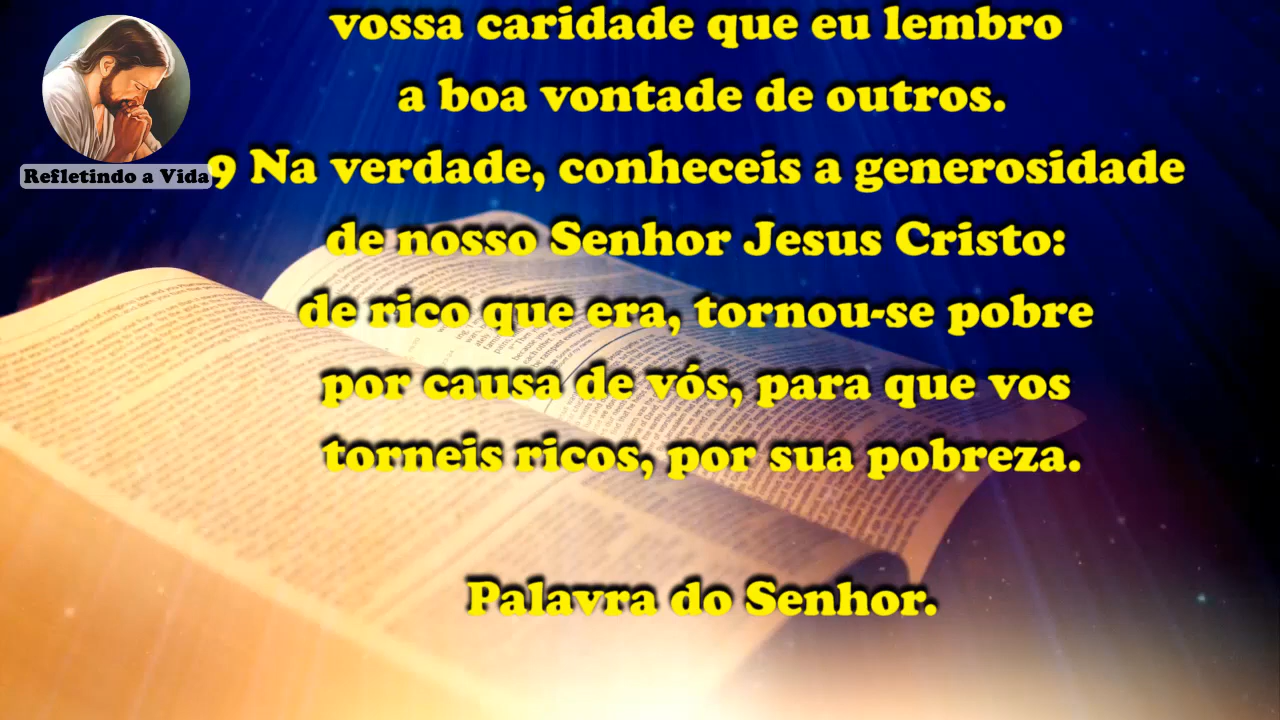 vossa caridade que eu lembro
a boa vontade de outros.
Refletindo a Vida
9 Na verdade, conheceis a generosidade
de nosso Senhor Jesus Cristo:
de rico que era, tornou-se pobre
por causa de vós, para que vos
torneis ricos, por sua pobreza.
Palavra do Senhor.